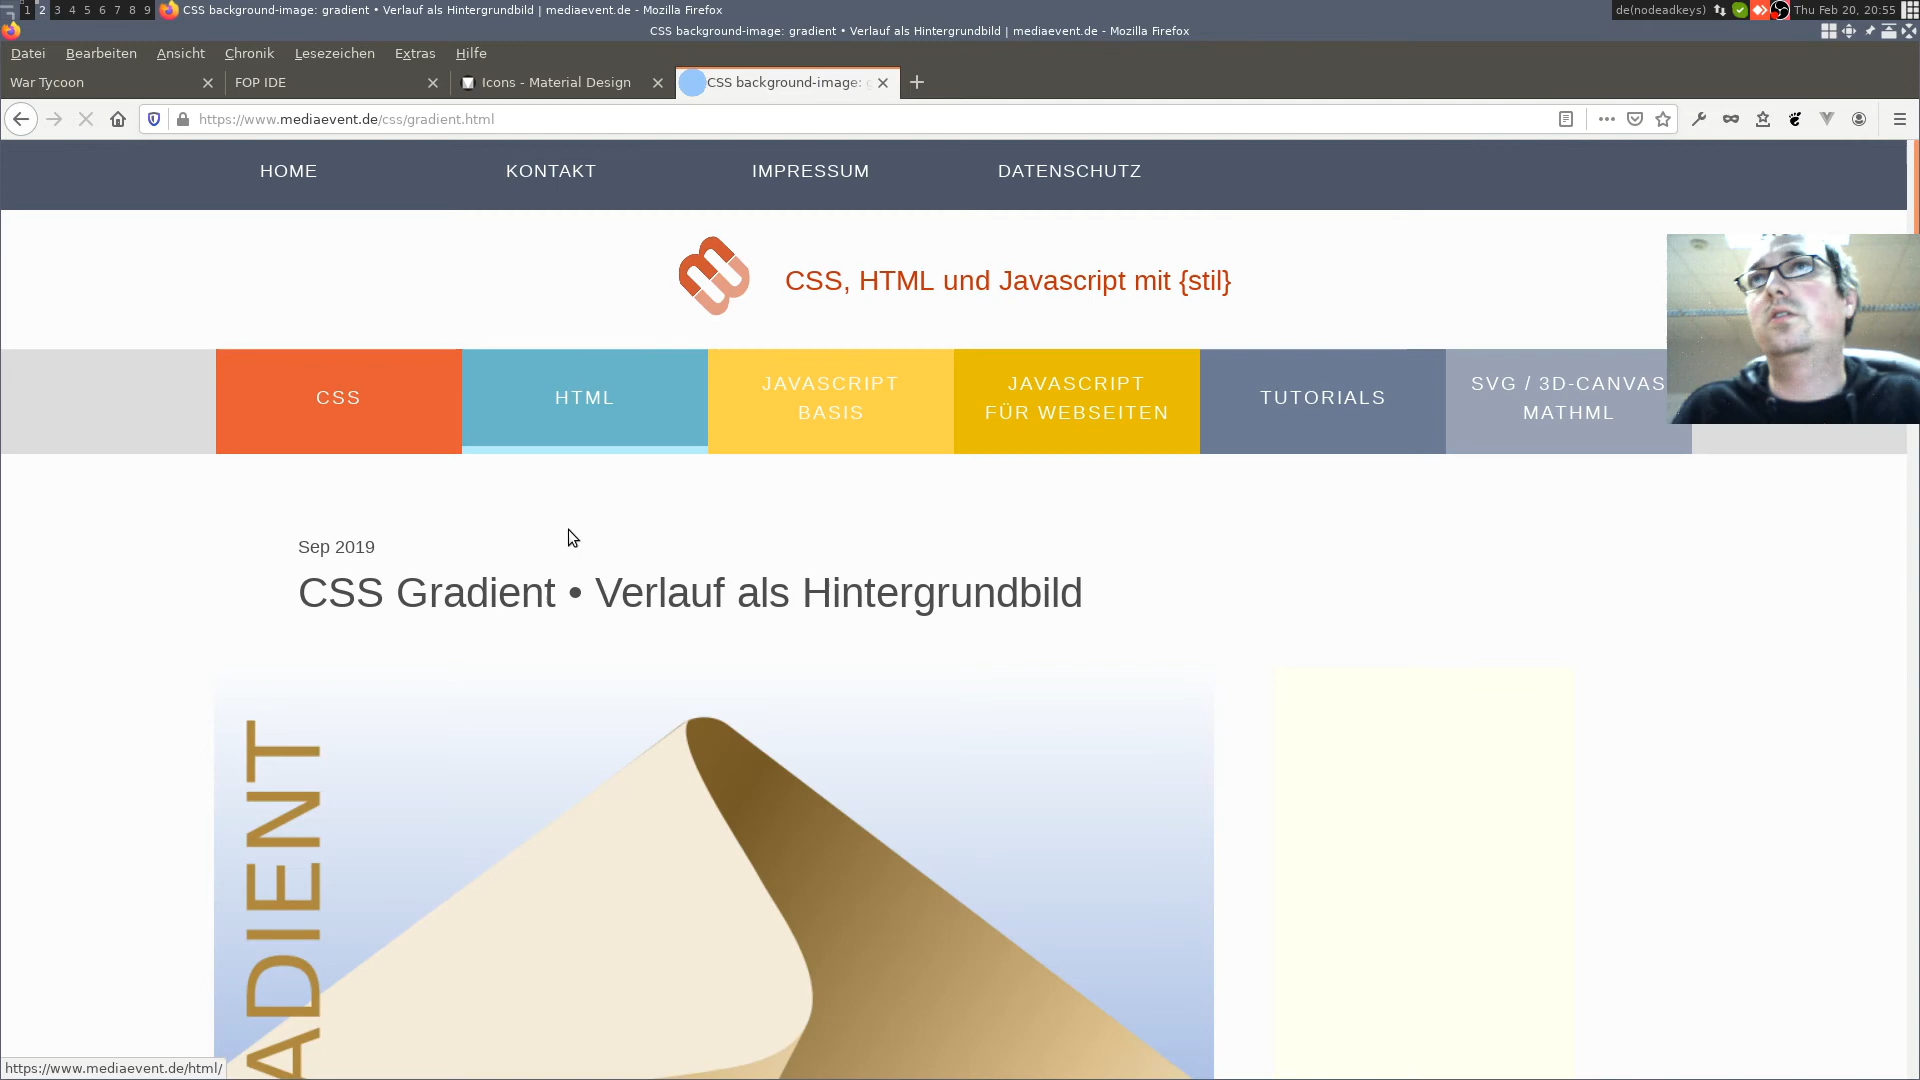 1 2 3 4 5 6 7 8 9 CSS background-image: gradient • Verlauf als Hintergrundbild | mediaevent.de - Mozilla Firefox de(nodeadkeys) Thu Feb 20, 20:55
CSS background-image: gradient • Verlauf als Hintergrundbild | mediaevent.de - Mozilla Firefox
Datei Bearbeiten Ansicht Chronik Lesezeichen Extras Hilfe
War Tycoon FOP IDE Icons - Material Design CSS background-image: g
https://www.mediaevent.de/css/gradient.html
HOME KONTAKT IMPRESSUM DATENSCHUTZ
CSS, HTML und Javascript mit {stil}
CSS
HTML
JAVASCRIPT
BASIS
JAVASCRIPT
FÜR WEBSEITEN
TUTORIALS
SVG / 3D-CANVAS
MATHML
Sep 2019
CSS Gradient • Verlauf als Hintergrundbild
ADIENT
https://www.mediaevent.de/html/